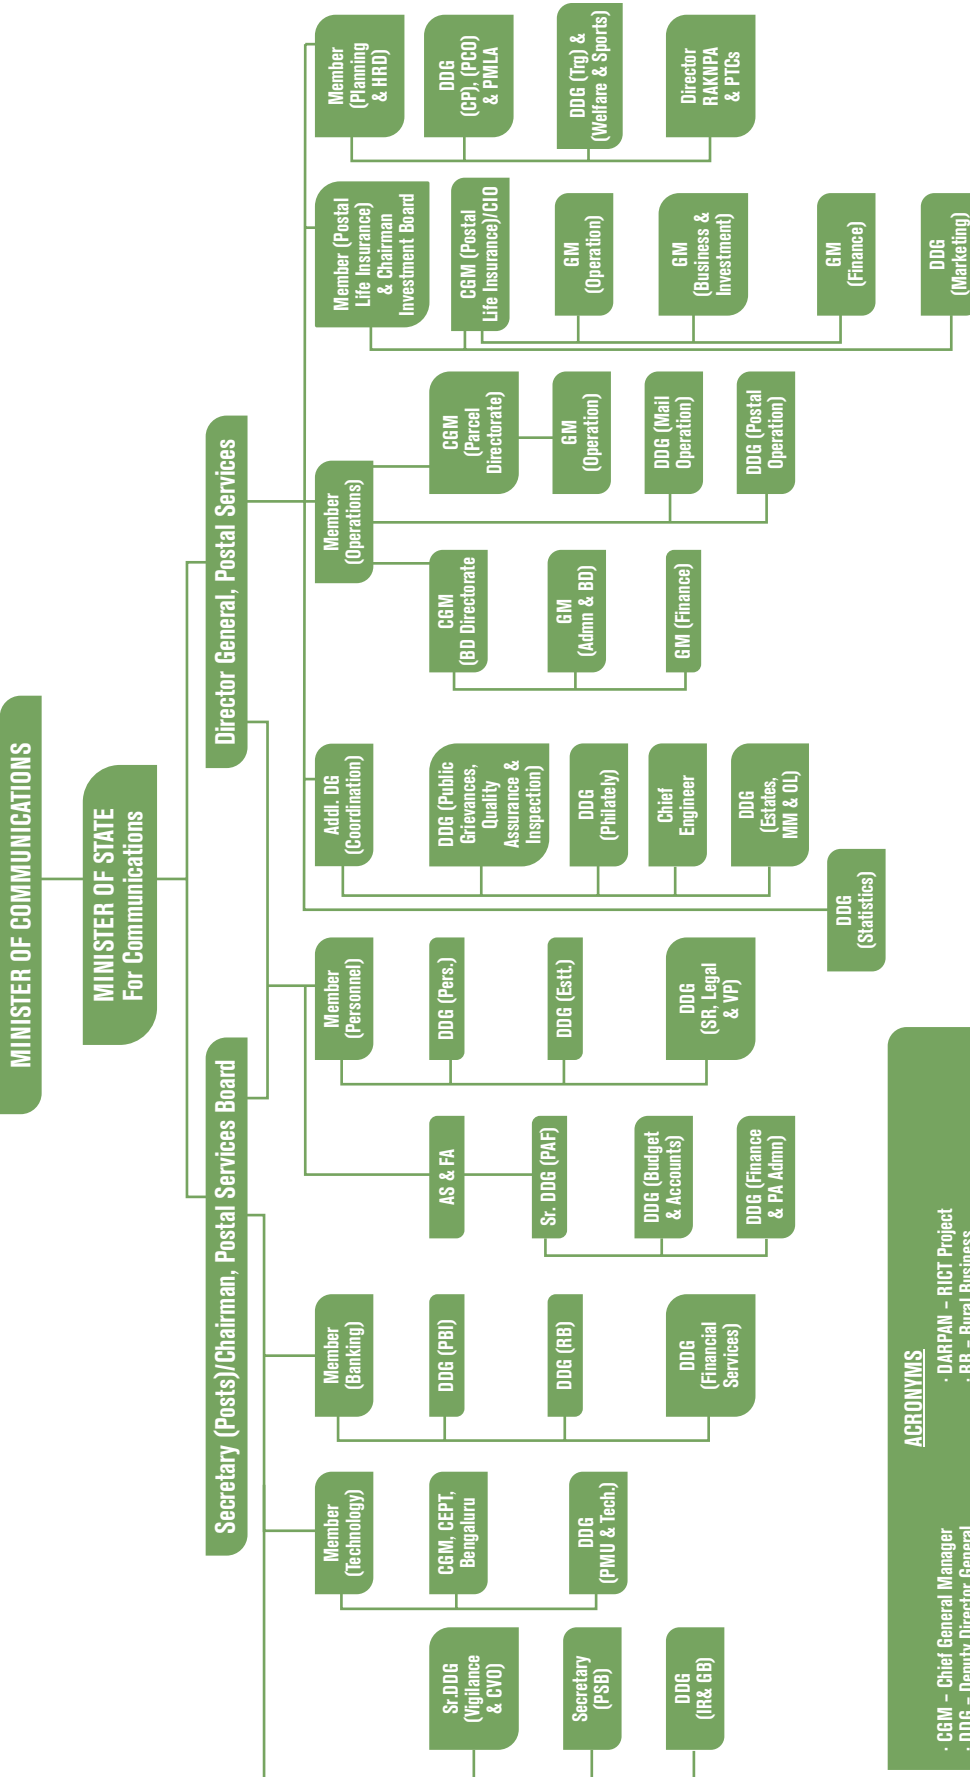 MINISTER OF COMMUNICATIONS
MINISTER OF STATE
For Communications
Secretary (Posts)/Chairman, Postal Services Board
Director General, Postal Services
Sr.DDG
(Vigilance
& CVO)
Secretary
(PSB)
DDG
(IR& GB)
Member
(Technology)
CGM, CEPT,
Bengaluru
DDG
(PMU & Tech.)
Member
(Banking)
DDG (PBI)
DDG (RB)
DDG
(Financial
Services)
AS & FA
Sr. DDG (PAF)
DDG (Budget
& Accounts)
DDG (Finance
& PA Admn)
Member
(Personnel)
DDG (Pers.)
DDG (Estt.)
DDG
(SR, Legal
& VP)
Addl. DG
(Coordination)
DDG (Public
Grievances,
Quality
Assurance &
Inspection)
DDG
(Philately)
Chief
Engineer
DDG
(Estates,
MM & OL)
DDG
(Statistics)
Member
(Operations)
CGM
(BD Directorate
GM
(Admn & BD)
GM (Finance)
CGM
(Parcel
Directorate)
GM
(Operation)
DDG (Mail
Operation)
DDG (Postal
Operation)
Member (Postal
Life Insurance)
& Chairman
Investment Board
CGM (Postal
Life Insurance)/CIO
GM
(Operation)
GM
(Business &
Investment)
GM
(Finance)
DDG
(Marketing)
Member
(Planning
& HRD)
DDG
(CP), (PCO)
& PMLA
DDG (Trg) &
(Welfare & Sports)
Director
RAKNPA
& PTCs
ACRONYMS
· CGM – Chief General Manager
· DDG – Deputy Director General
· DARPAN – RICT Project
· RB – Rural Business